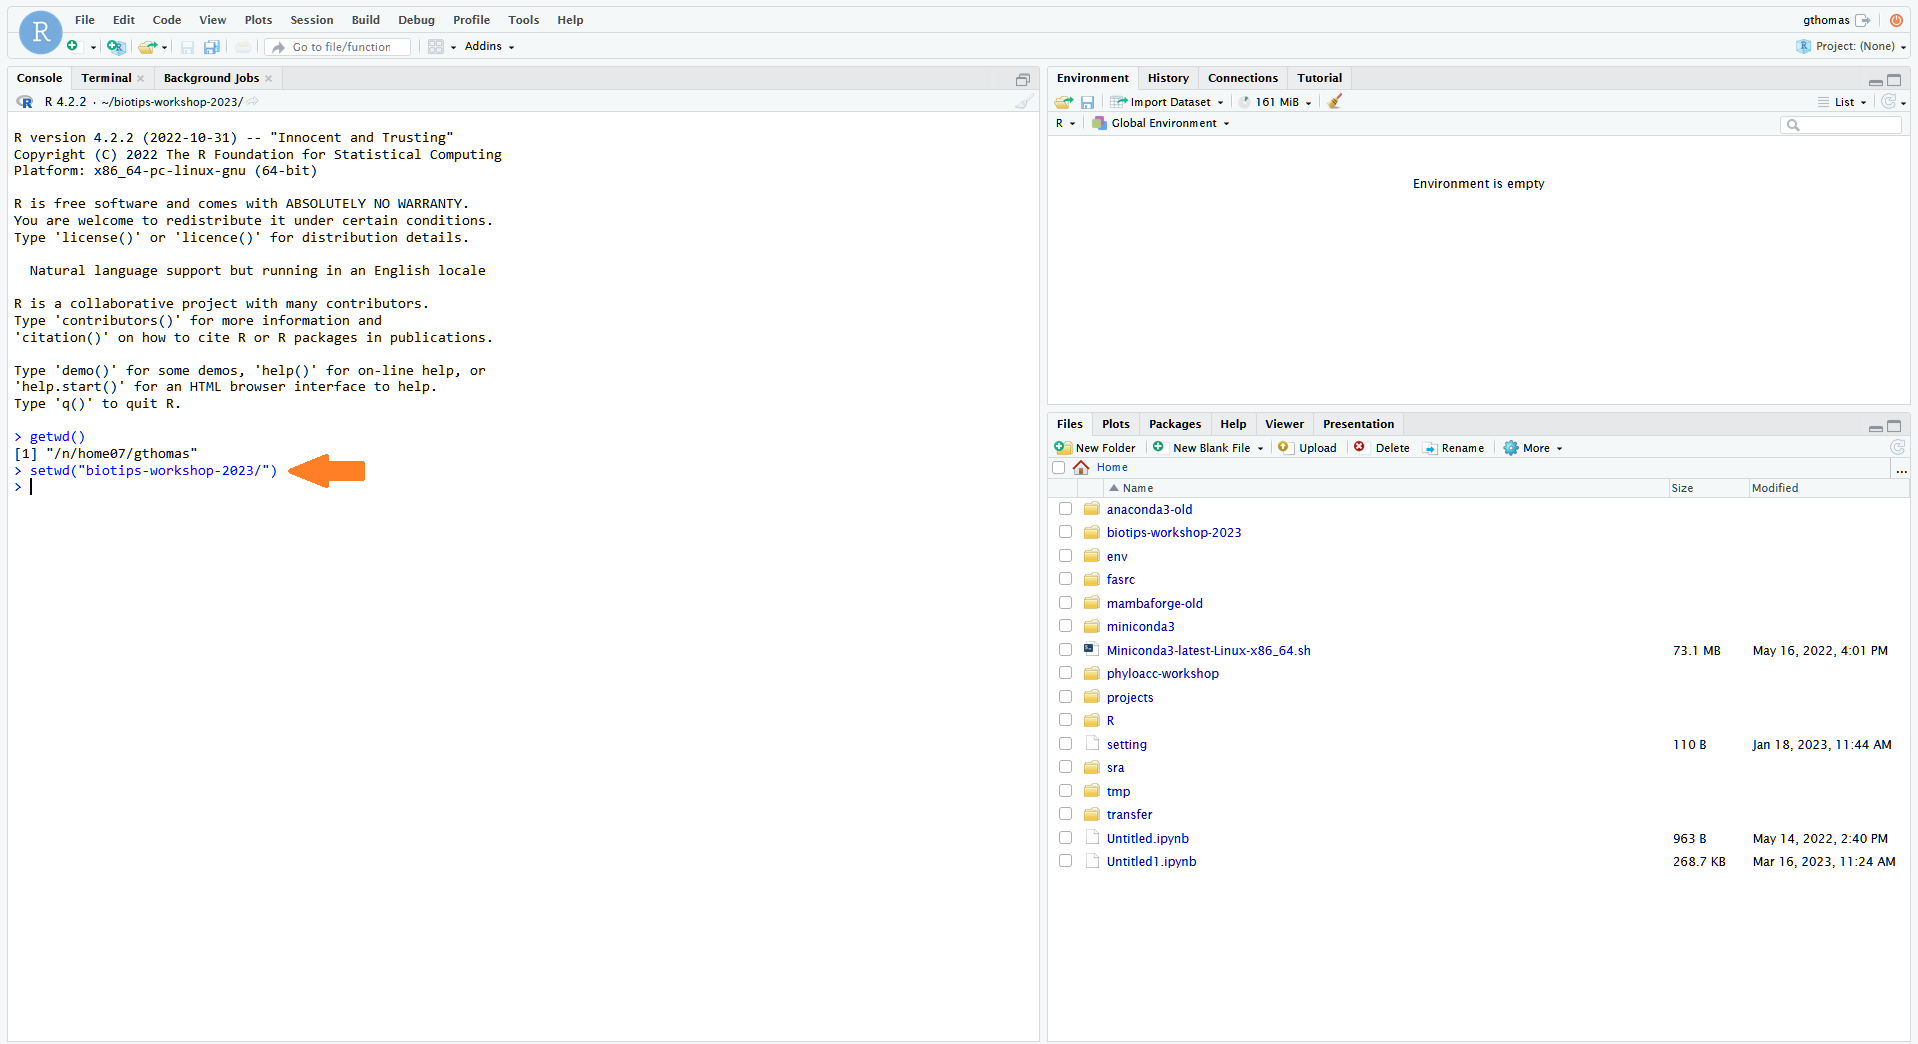 R
File Edit Code View Plots Session Build Debug Profile Tools Help
gthomas
Go to file/function
Addins
R Project: (None)
Console Terminal Background Jobs
R R 4.2.2 · ~/biotips-workshop-2023/
R version 4.2.2 (2022-10-31) -- "Innocent and Trusting"
Copyright (C) 2022 The R Foundation for Statistical Computing
Platform: x86_64-pc-linux-gnu (64-bit)
R is free software and comes with ABSOLUTELY NO WARRANTY.
You are welcome to redistribute it under certain conditions.
Type 'license()' or 'licence()' for distribution details.
Natural language support but running in an English locale
R is a collaborative project with many contributors.
Type 'contributors()' for more information and
'citation()' on how to cite R or R packages in publications.
Type 'demo()' for some demos, 'help()' for on-line help, or
'help.start()' for an HTML browser interface to help.
Type 'q()' to quit R.
> getwd()
[1] "/n/home07/gthomas"
> setwd("biotips-workshop-2023/")
>
Environment History Connections Tutorial
Import Dataset 161 MiB List
R Global Environment
Environment is empty
Files Plots Packages Help Viewer Presentation
New Folder New Blank File Upload Delete Rename More
Home ...
Name Size Modified
anaconda3-old
biotips-workshop-2023
env
fasrc
mambaforge-old
miniconda3
Miniconda3-latest-Linux-x86_64.sh 73.1 MB May 16, 2022, 4:01 PM
phyloacc-workshop
projects
R
setting 110 B Jan 18, 2023, 11:44 AM
sra
tmp
transfer
Untitled.ipynb 963 B May 14, 2022, 2:40 PM
Untitled1.ipynb 268.7 KB Mar 16, 2023, 11:24 AM